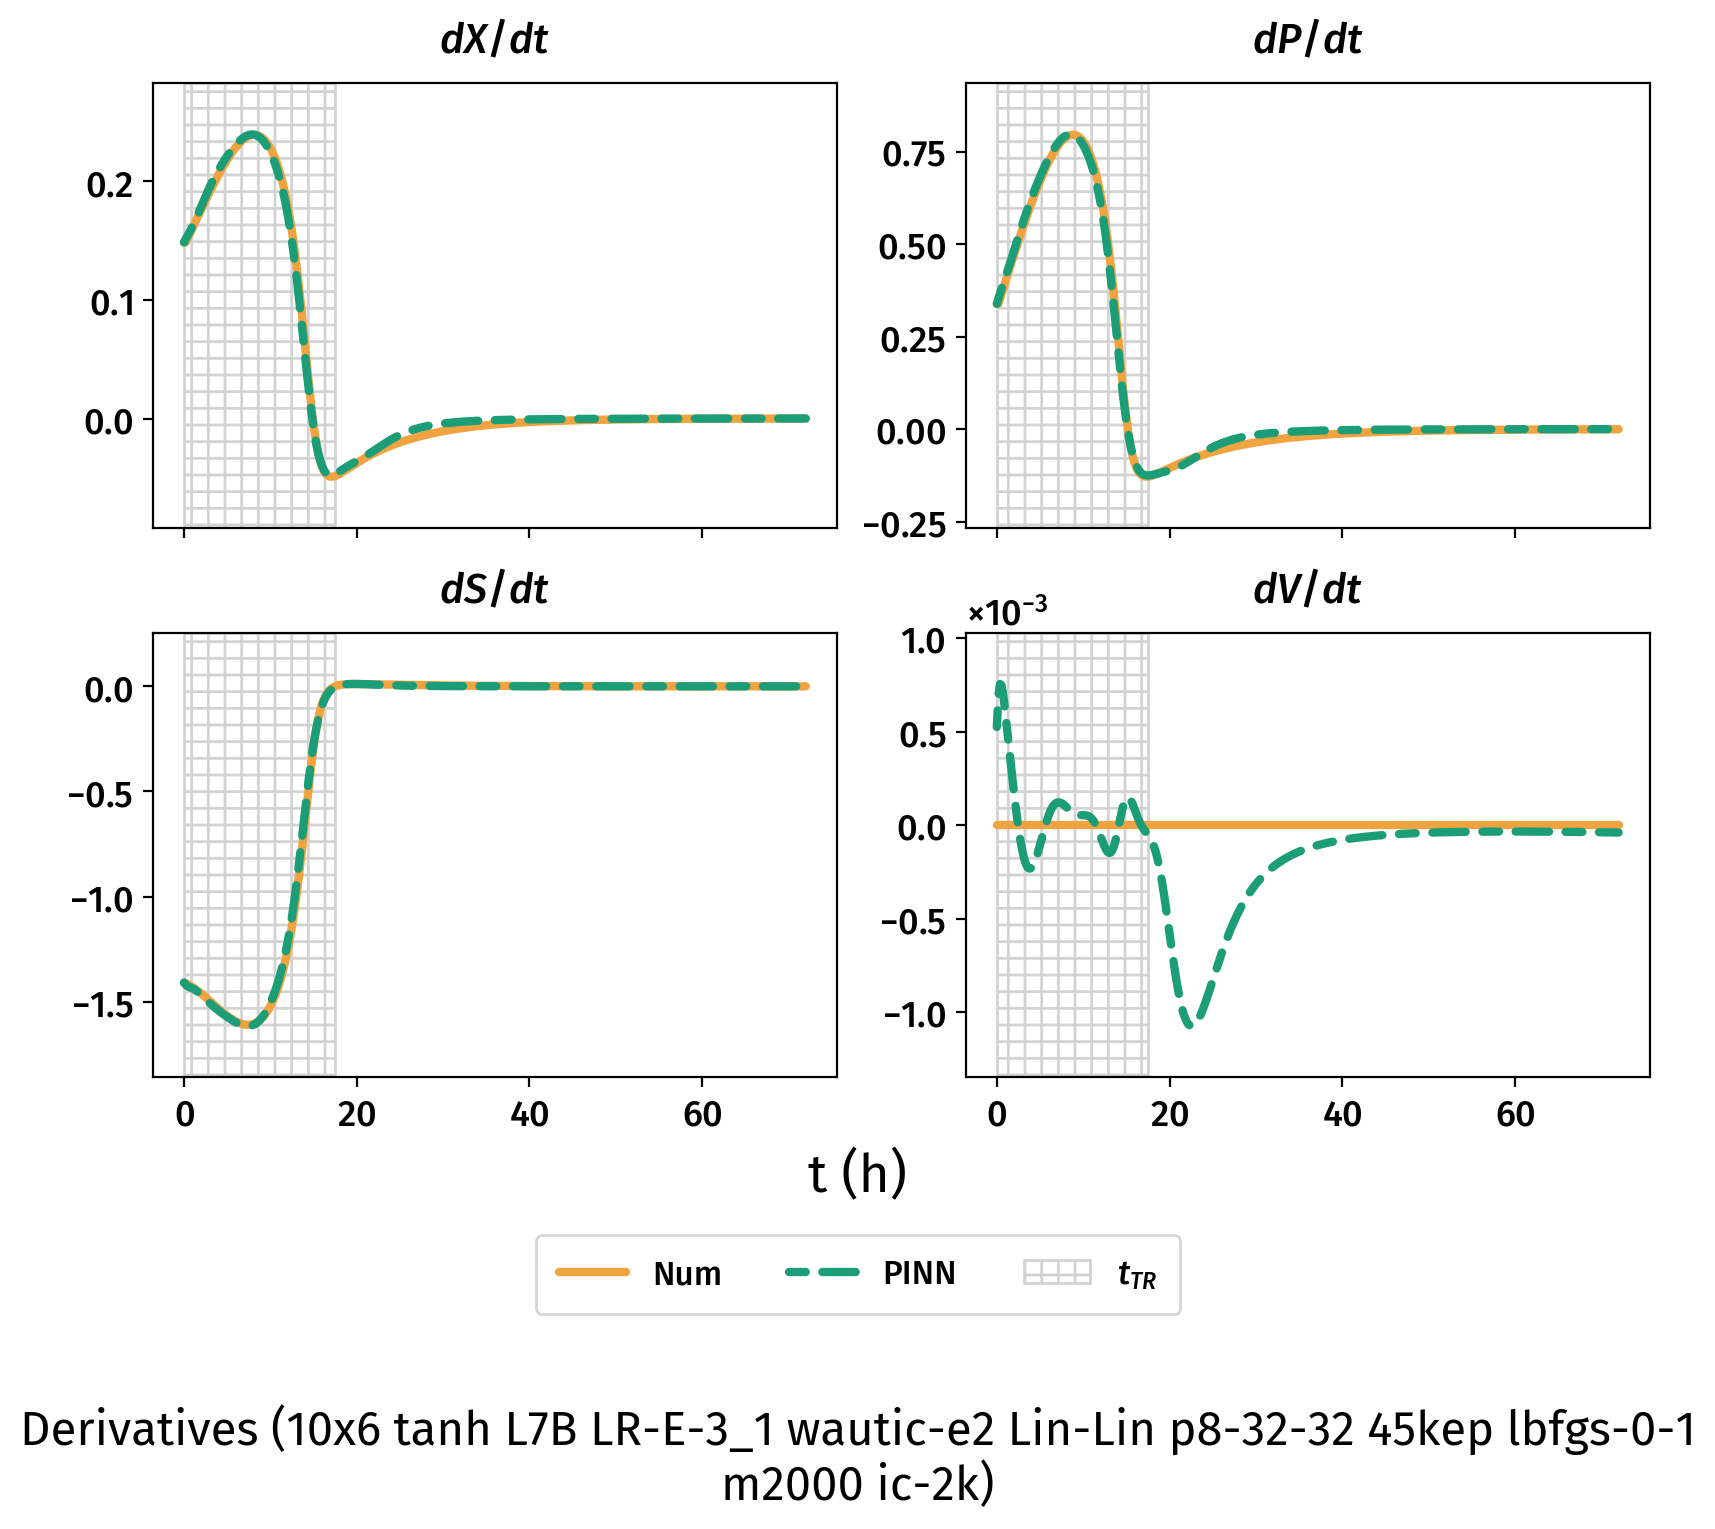 dX/dt
dP/dt
0.2
0.1
0.0
0.75
0.50
0.25
0.00
−0.25
dS/dt
dV/dt
×10⁻³
0.0
−0.5
−1.0
−1.5
1.0
0.5
0.0
−0.5
−1.0
0 20 40 60
0 20 40 60
t (h)
Num PINN t_TR
Derivatives (10x6 tanh L7B LR-E-3_1 wautic-e2 Lin-Lin p8-32-32 45kep lbfgs-0-1
m2000 ic-2k)